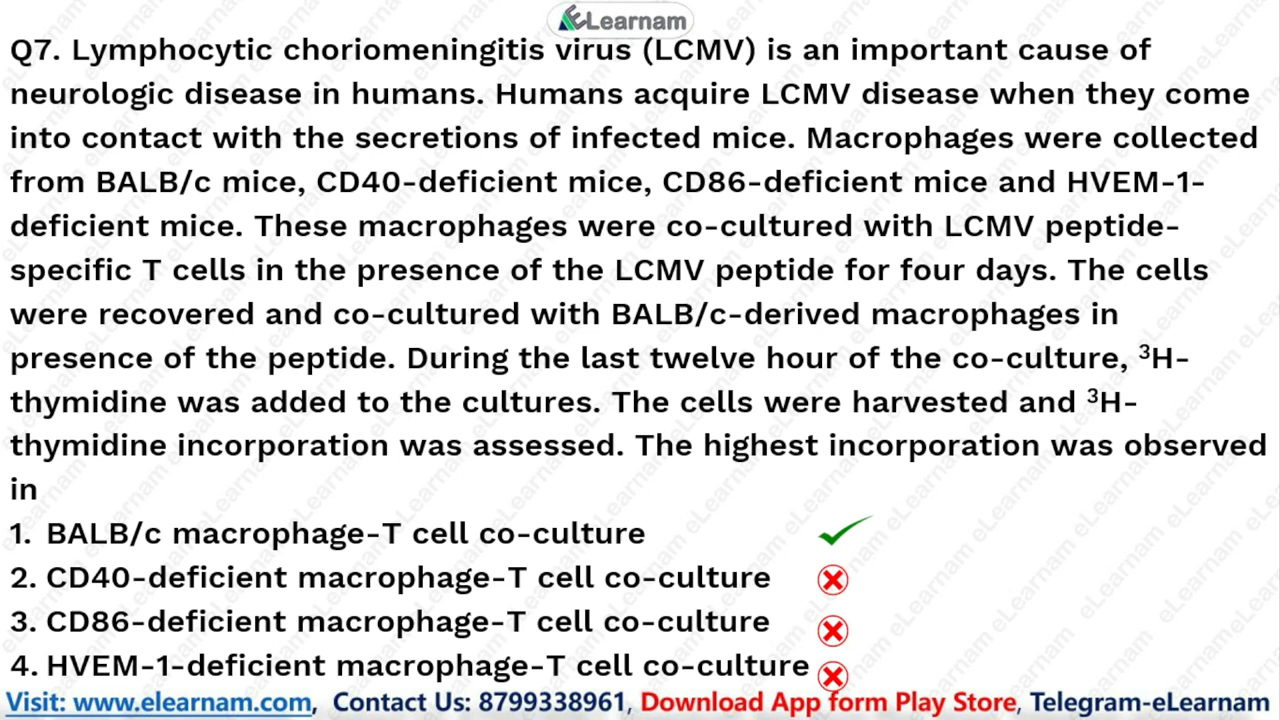 eLearnam
Q7. Lymphocytic choriomeningitis virus (LCMV) is an important cause of
neurologic disease in humans. Humans acquire LCMV disease when they come
into contact with the secretions of infected mice. Macrophages were collected
from BALB/c mice, CD40-deficient mice, CD86-deficient mice and HVEM-1-
deficient mice. These macrophages were co-cultured with LCMV peptide-
specific T cells in the presence of the LCMV peptide for four days. The cells
were recovered and co-cultured with BALB/c-derived macrophages in
presence of the peptide. During the last twelve hour of the co-culture, ³H-
thymidine was added to the cultures. The cells were harvested and ³H-
thymidine incorporation was assessed. The highest incorporation was observed
in
1. BALB/c macrophage-T cell co-culture
2. CD40-deficient macrophage-T cell co-culture
3. CD86-deficient macrophage-T cell co-culture
4. HVEM-1-deficient macrophage-T cell co-culture
Visit: www.elearnam.com, Contact Us: 8799338961, Download App form Play Store, Telegram-eLearnam